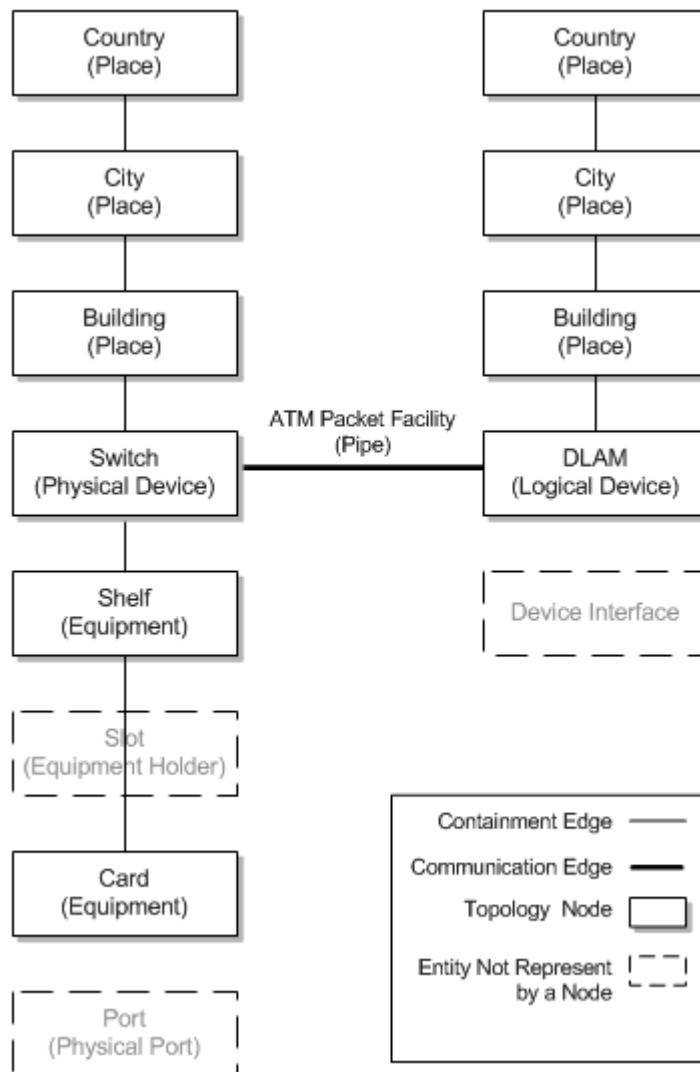 Country
(Place)
City
(Place)
Building
(Place)
Switch
(Physical Device)
Shelf
(Equipment)
Slot
(Equipment Holder)
Card
(Equipment)
Port
(Physical Port)
ATM Packet Facility
(Pipe)
Country
(Place)
City
(Place)
Building
(Place)
DLAM
(Logical Device)
Device Interface
Containment Edge
Communication Edge
Topology Node
Entity Not Represent
by a Node